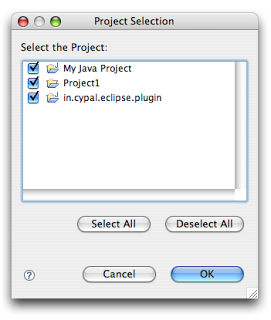 Project Selection
Select the Project:
My Java Project
Project1
in.cypal.eclipse.plugin
Select All
Deselect All
?
Cancel
OK